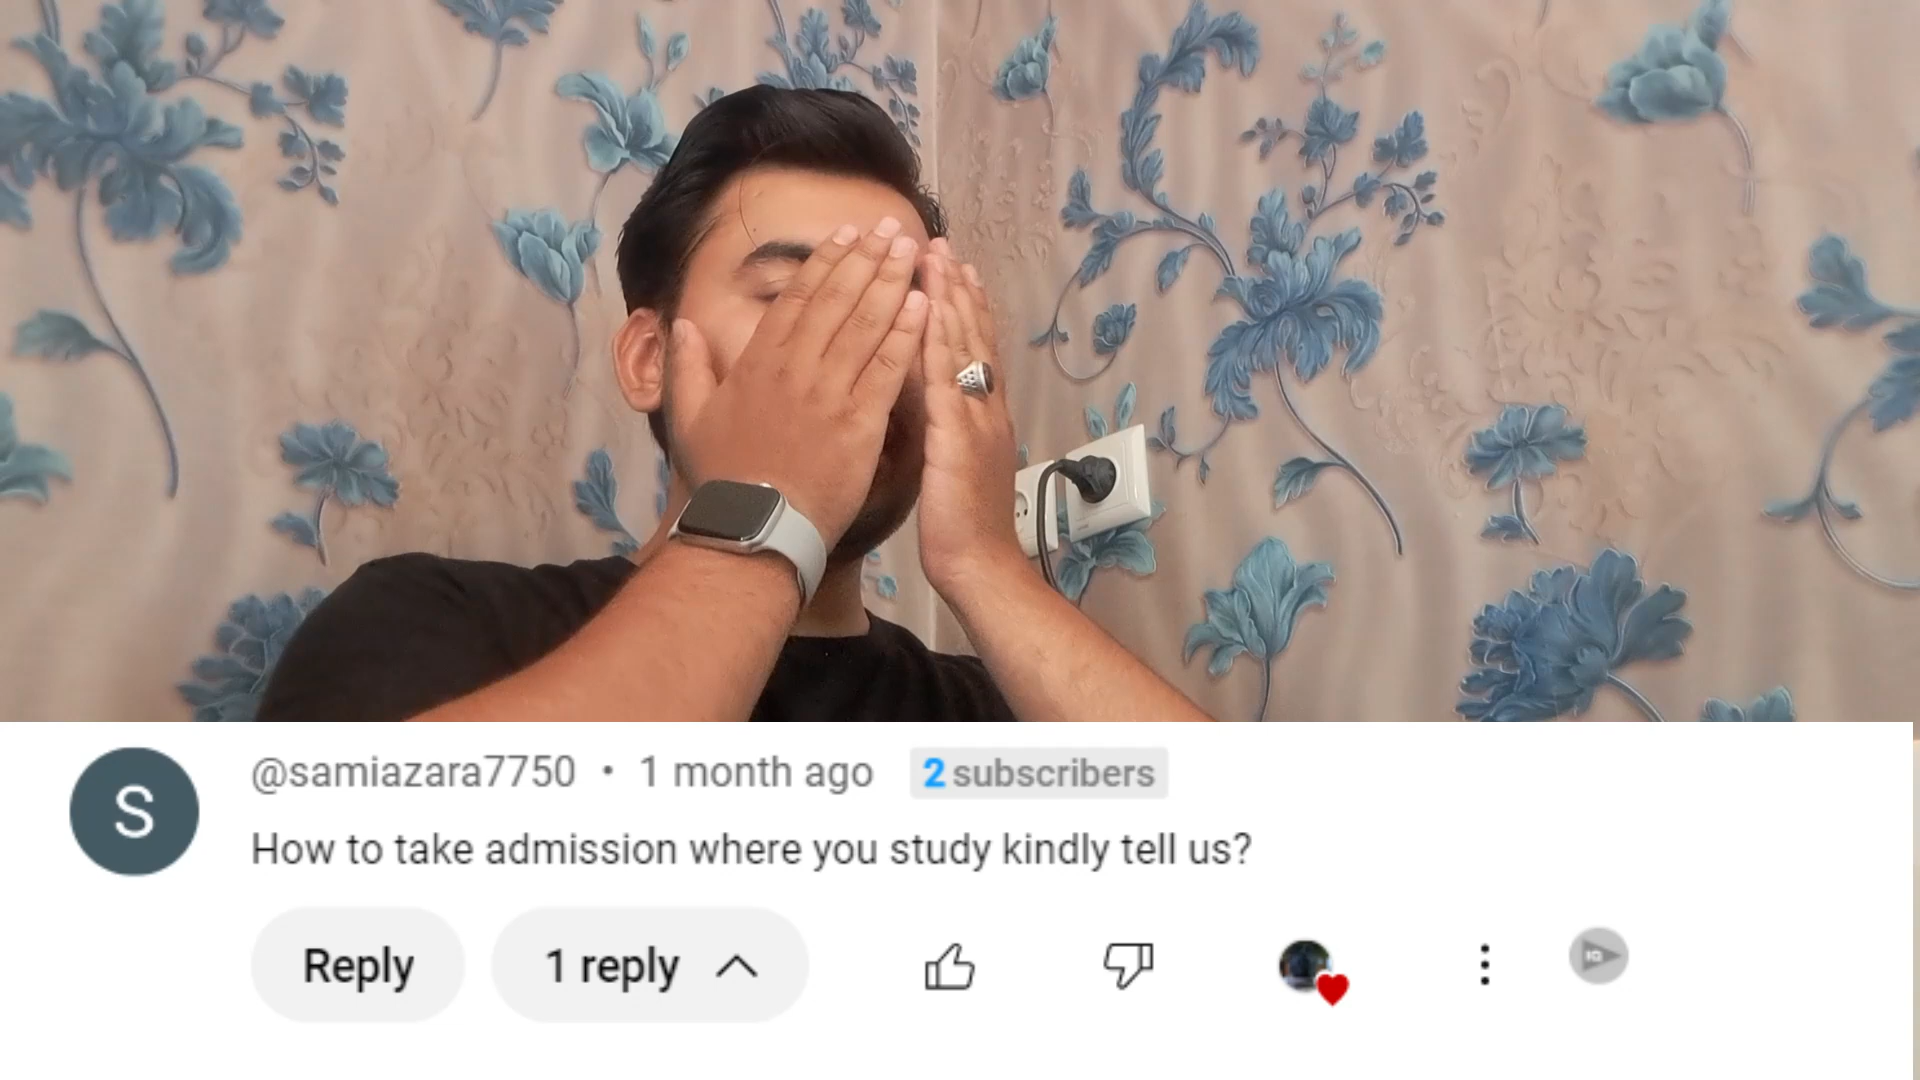 S
@samiazara7750 • 1 month ago 2 subscribers
How to take admission where you study kindly tell us?
Reply 1 reply
IQ